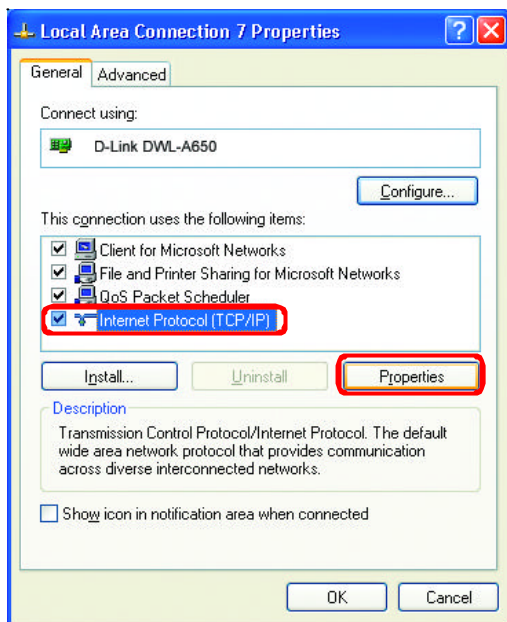 Local Area Connection 7 Properties
General Advanced
Connect using:
D-Link DWL-A650
Configure...
This connection uses the following items:
Client for Microsoft Networks
File and Printer Sharing for Microsoft Networks
QoS Packet Scheduler
Internet Protocol (TCP/IP)
Install... Uninstall Properties
Description
Transmission Control Protocol/Internet Protocol. The default
wide area network protocol that provides communication
across diverse interconnected networks.
Show icon in notification area when connected
OK Cancel